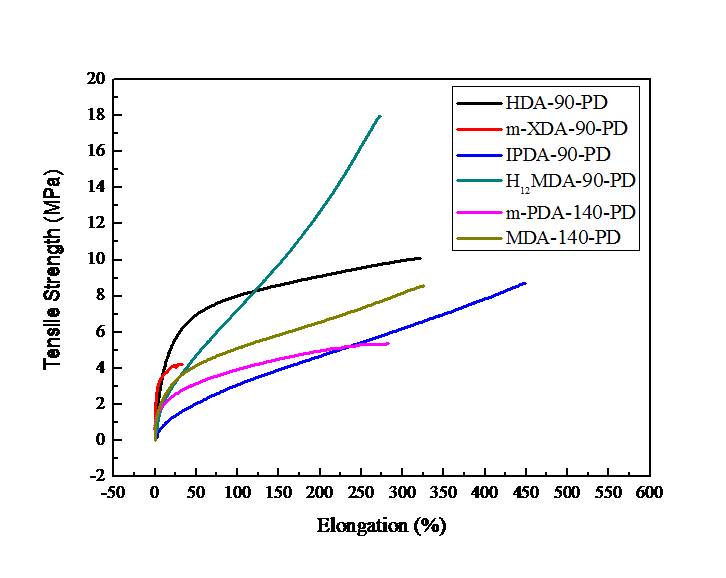 20
18
16
14
12
10
8
6
4
2
0
-2
Tensile Strength (MPa)
HDA-90-PD
m-XDA-90-PD
IPDA-90-PD
H₁₂MDA-90-PD
m-PDA-140-PD
MDA-140-PD
-50 0 50 100 150 200 250 300 350 400 450 500 550 600
Elongation (%)